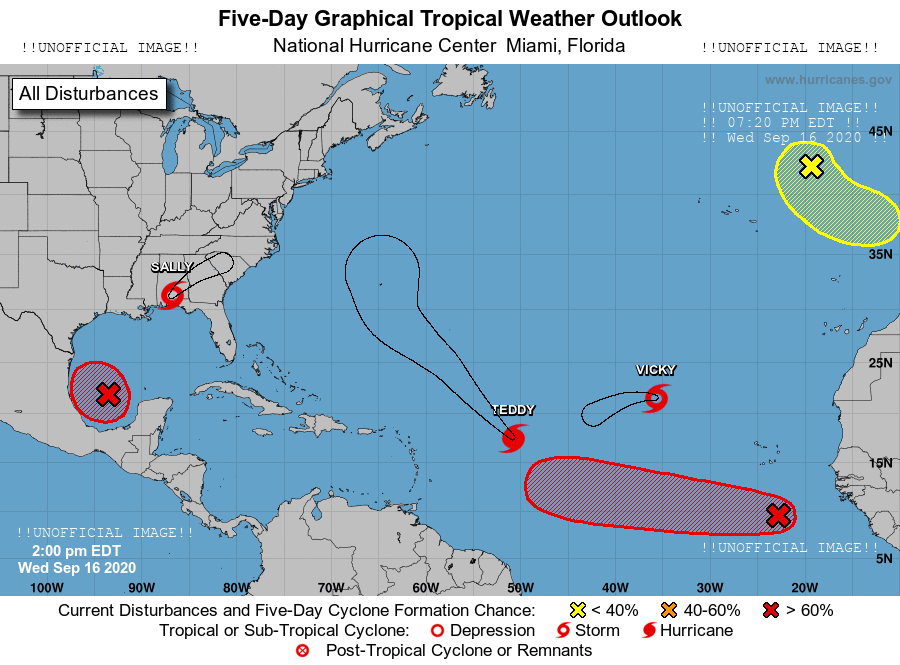 Five-Day Graphical Tropical Weather Outlook
!!UNOFFICIAL IMAGE!! National Hurricane Center Miami, Florida !!UNOFFICIAL IMAGE!!
www.hurricanes.gov
All Disturbances
!!UNOFFICIAL IMAGE!!
!! 07:20 PM EDT !!
45N
!! Wed Sep 16 2020 !!
35N
SALLY
25N
VICKY
TEDDY
15N
!!UNOFFICIAL IMAGE!!
2:00 pm EDT
!!UNOFFICIAL IMAGE!!
5N
Wed Sep 16 2020
100W 90W 80W 70W 60W 50W 40W 30W 20W
Current Disturbances and Five-Day Cyclone Formation Chance: < 40% 40-60% > 60%
Tropical or Sub-Tropical Cyclone: Depression Storm Hurricane
Post-Tropical Cyclone or Remnants